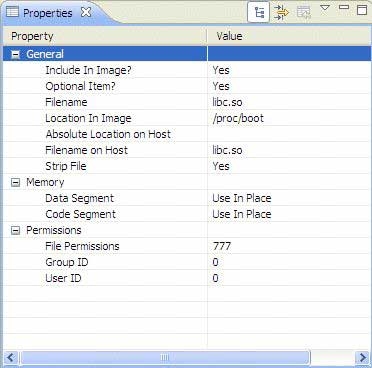 Properties
Property Value
General
Include In Image? Yes
Optional Item? Yes
Filename libc.so
Location In Image /proc/boot
Absolute Location on Host
Filename on Host libc.so
Strip File Yes
Memory
Data Segment Use In Place
Code Segment Use In Place
Permissions
File Permissions 777
Group ID 0
User ID 0